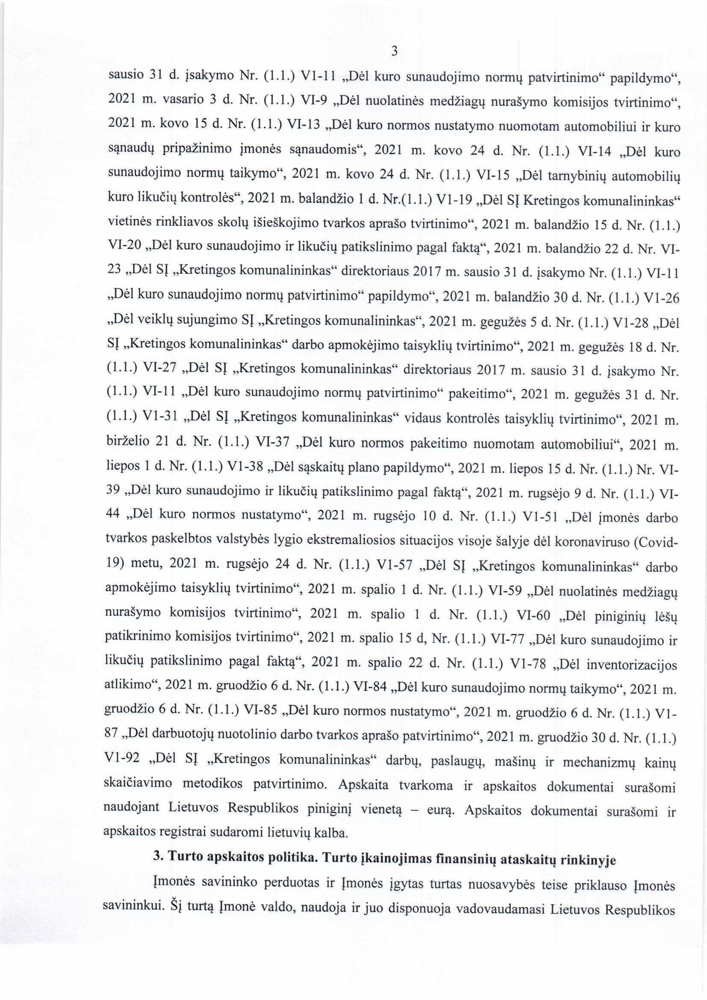 3
sausio 31 d. įsakymo Nr. (1.1.) V1-11 „Dėl kuro sunaudojimo normų patvirtinimo“ papildymo“,
2021 m. vasario 3 d. Nr. (1.1.) VI-9 „Dėl nuolatinės medžiagų nurašymo komisijos tvirtinimo“,
2021 m. kovo 15 d. Nr. (1.1.) VI-13 „Dėl kuro normos nustatymo nuomotam automobiliui ir kuro
sąnaudų pripažinimo įmonės sąnaudomis“, 2021 m. kovo 24 d. Nr. (1.1.) VI-14 „Dėl kuro
sunaudojimo normų taikymo“, 2021 m. kovo 24 d. Nr. (1.1.) VI-15 „Dėl tarnybinių automobilių
kuro likučių kontrolės“, 2021 m. balandžio 1 d. Nr.(1.1.) V1-19 „Dėl SĮ Kretingos komunalininkas“
vietinės rinkliavos skolų išieškojimo tvarkos aprašo tvirtinimo“, 2021 m. balandžio 15 d. Nr. (1.1.)
VI-20 „Dėl kuro sunaudojimo ir likučių patikslinimo pagal faktą“, 2021 m. balandžio 22 d. Nr. VI-
23 „Dėl SĮ „Kretingos komunalininkas“ direktoriaus 2017 m. sausio 31 d. įsakymo Nr. (1.1.) VI-11
„Dėl kuro sunaudojimo normų patvirtinimo“ papildymo“, 2021 m. balandžio 30 d. Nr. (1.1.) V1-26
„Dėl veiklų sujungimo SĮ „Kretingos komunalininkas“, 2021 m. gegužės 5 d. Nr. (1.1.) V1-28 „Dėl
SĮ „Kretingos komunalininkas“ darbo apmokėjimo taisyklių tvirtinimo“, 2021 m. gegužės 18 d. Nr.
(1.1.) VI-27 „Dėl SĮ „Kretingos komunalininkas“ direktoriaus 2017 m. sausio 31 d. įsakymo Nr.
(1.1.) VI-11 „Dėl kuro sunaudojimo normų patvirtinimo“ pakeitimo“, 2021 m. gegužės 31 d. Nr.
(1.1.) V1-31 „Dėl SĮ „Kretingos komunalininkas“ vidaus kontrolės taisyklių tvirtinimo“, 2021 m.
birželio 21 d. Nr. (1.1.) VI-37 „Dėl kuro normos pakeitimo nuomotam automobiliui“, 2021 m.
liepos 1 d. Nr. (1.1.) V1-38 „Dėl sąskaitų plano papildymo“, 2021 m. liepos 15 d. Nr. (1.1.) Nr. VI-
39 „Dėl kuro sunaudojimo ir likučių patikslinimo pagal faktą“, 2021 m. rugsėjo 9 d. Nr. (1.1.) VI-
44 „Dėl kuro normos nustatymo“, 2021 m. rugsėjo 10 d. Nr. (1.1.) V1-51 „Dėl įmonės darbo
tvarkos paskelbtos valstybės lygio ekstremaliosios situacijos visoje šalyje dėl koronaviruso (Covid-
19) metu, 2021 m. rugsėjo 24 d. Nr. (1.1.) V1-57 „Dėl SĮ „Kretingos komunalininkas“ darbo
apmokėjimo taisyklių tvirtinimo“, 2021 m. spalio 1 d. Nr. (1.1.) VI-59 „Dėl nuolatinės medžiagų
nurašymo komisijos tvirtinimo“, 2021 m. spalio 1 d. Nr. (1.1.) VI-60 „Dėl piniginių lėšų
patikrinimo komisijos tvirtinimo“, 2021 m. spalio 15 d, Nr. (1.1.) VI-77 „Dėl kuro sunaudojimo ir
likučių patikslinimo pagal faktą“, 2021 m. spalio 22 d. Nr. (1.1.) V1-78 „Dėl inventorizacijos
atlikimo“, 2021 m. gruodžio 6 d. Nr. (1.1.) VI-84 „Dėl kuro sunaudojimo normų taikymo“, 2021 m.
gruodžio 6 d. Nr. (1.1.) VI-85 „Dėl kuro normos nustatymo“, 2021 m. gruodžio 6 d. Nr. (1.1.) V1-
87 „Dėl darbuotojų nuotolinio darbo tvarkos aprašo patvirtinimo“, 2021 m. gruodžio 30 d. Nr. (1.1.)
V1-92 „Dėl SĮ „Kretingos komunalininkas“ darbų, paslaugų, mašinų ir mechanizmų kainų
skaičiavimo metodikos patvirtinimo. Apskaita tvarkoma ir apskaitos dokumentai surašomi
naudojant Lietuvos Respublikos piniginį vienetą – eurą. Apskaitos dokumentai surašomi ir
apskaitos registrai sudaromi lietuvių kalba.
3. Turto apskaitos politika. Turto įkainojimas finansinių ataskaitų rinkinyje
Įmonės savininko perduotas ir Įmonės įgytas turtas nuosavybės teise priklauso Įmonės
savininkui. Šį turtą Įmonė valdo, naudoja ir juo disponuoja vadovaudamasi Lietuvos Respublikos